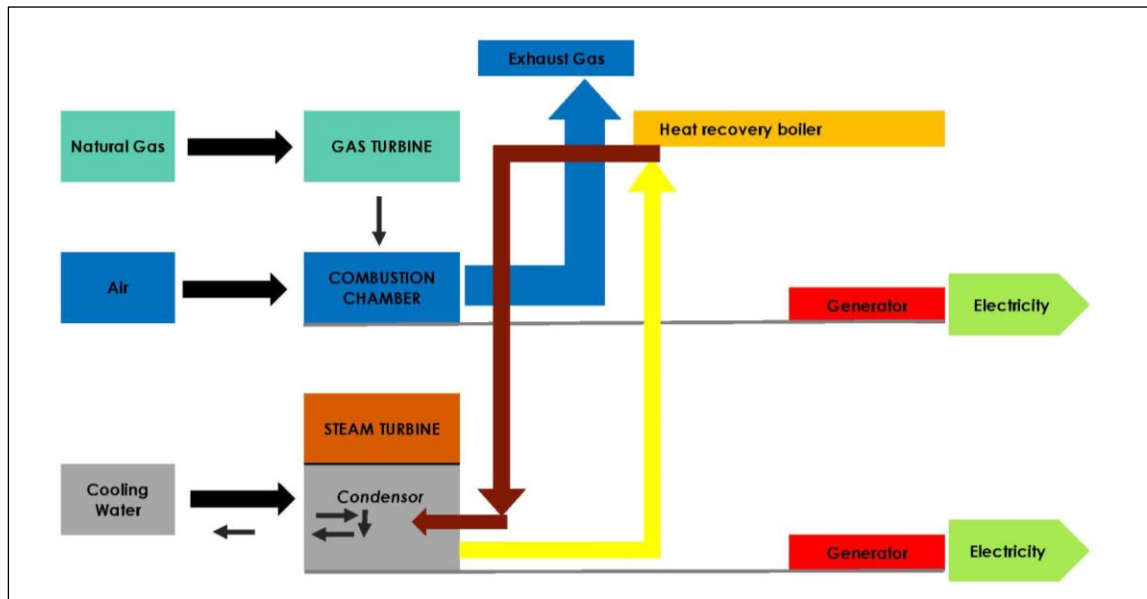 Exhaust Gas
Natural Gas
GAS TURBINE
Heat recovery boiler
Air
COMBUSTION
CHAMBER
Generator
Electricity
STEAM TURBINE
Cooling
Water
Condensor
Generator
Electricity